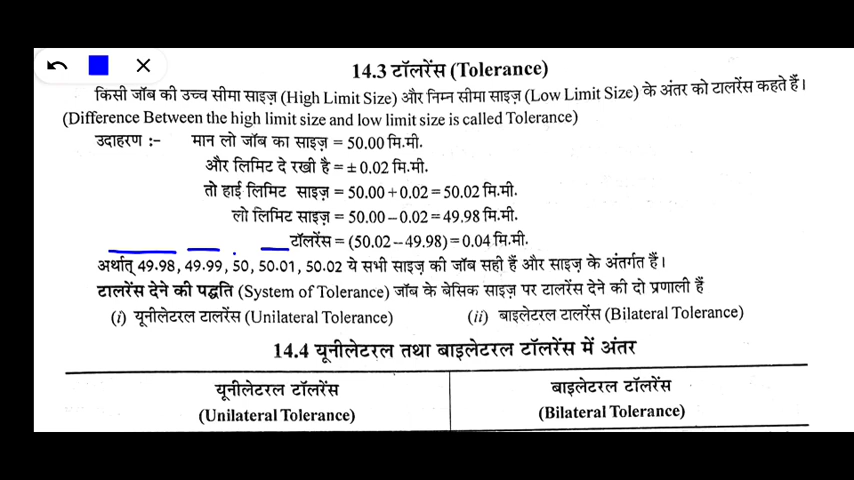 14.3 टॉलरेंस (Tolerance)
किसी जॉब की उच्च सीमा साइज़ (High Limit Size) और निम्न सीमा साइज़ (Low Limit Size) के अंतर को टालरेंस कहते हैं।
(Difference Between the high limit size and low limit size is called Tolerance)
उदाहरण :- मान लो जॉब का साइज़ = 50.00 मि.मी.
और लिमिट दे रखी है = ± 0.02 मि.मी.
तो हाई लिमिट साइज़ = 50.00 + 0.02 = 50.02 मि.मी.
लो लिमिट साइज़ = 50.00 – 0.02 = 49.98 मि.मी.
टॉलरेंस = (50.02 – 49.98) = 0.04 मि.मी.
अर्थात् 49.98, 49.99, 50, 50.01, 50.02 ये सभी साइज़ की जॉब सही हैं और साइज़ के अंतर्गत हैं।
टालरेंस देने की पद्धति (System of Tolerance) जॉब के बेसिक साइज़ पर टालरेंस देने की दो प्रणाली हैं
(i) यूनीलेटरल टालरेंस (Unilateral Tolerance) (ii) बाइलेटरल टालरेंस (Bilateral Tolerance)
14.4 यूनीलेटरल तथा बाइलेटरल टॉलरेंस में अंतर
यूनीलेटरल टॉलरेंस
(Unilateral Tolerance)
बाइलेटरल टॉलरेंस
(Bilateral Tolerance)